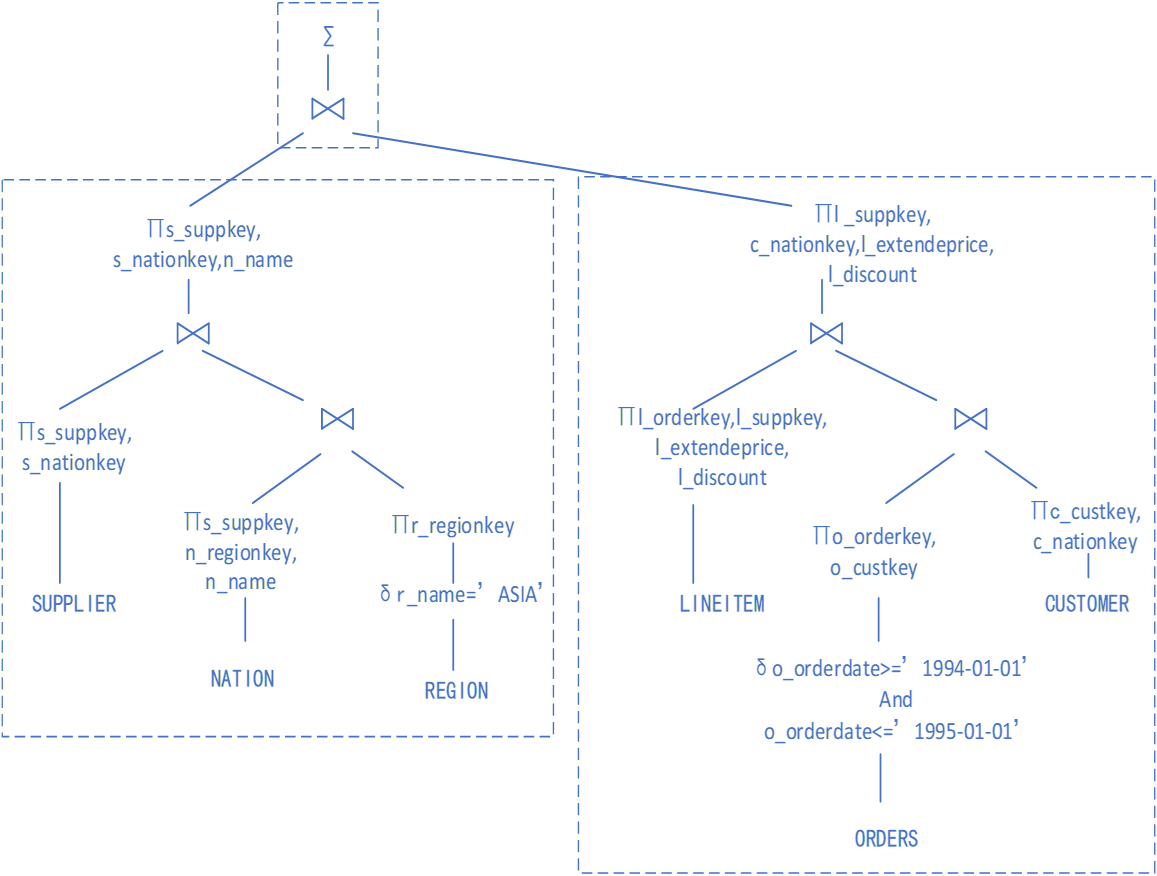 Σ
∏s_suppkey,
s_nationkey,n_name
∏l_suppkey,
c_nationkey,l_extendeprice,
l_discount
∏s_suppkey,
s_nationkey
SUPPLIER
∏s_suppkey,
n_regionkey,
n_name
NATION
∏r_regionkey
δ r_name=’ASIA’
REGION
∏l_orderkey,l_suppkey,
l_extendeprice,
l_discount
LINEITEM
∏o_orderkey,
o_custkey
δ o_orderdate>=’1994-01-01’
And
o_orderdate<=’1995-01-01’
ORDERS
∏c_custkey,
c_nationkey
CUSTOMER